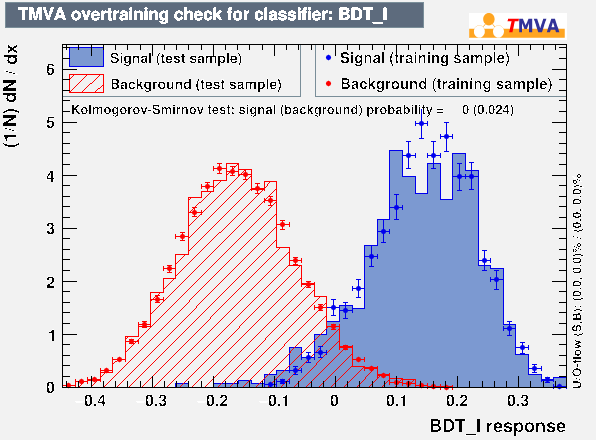 TMVA overtraining check for classifier: BDT_I
TMVA
(1/N) dN / dx
Signal (test sample)
Background (test sample)
Signal (training sample)
Background (training sample)
Kolmogorov-Smirnov test: signal (background) probability = 0 (0.024)
6
5
4
3
2
1
0
-0.4 -0.3 -0.2 -0.1 0 0.1 0.2 0.3
BDT_I response
U/O-flow (S,B): (0.0, 0.0)% / (0.0, 0.0)%